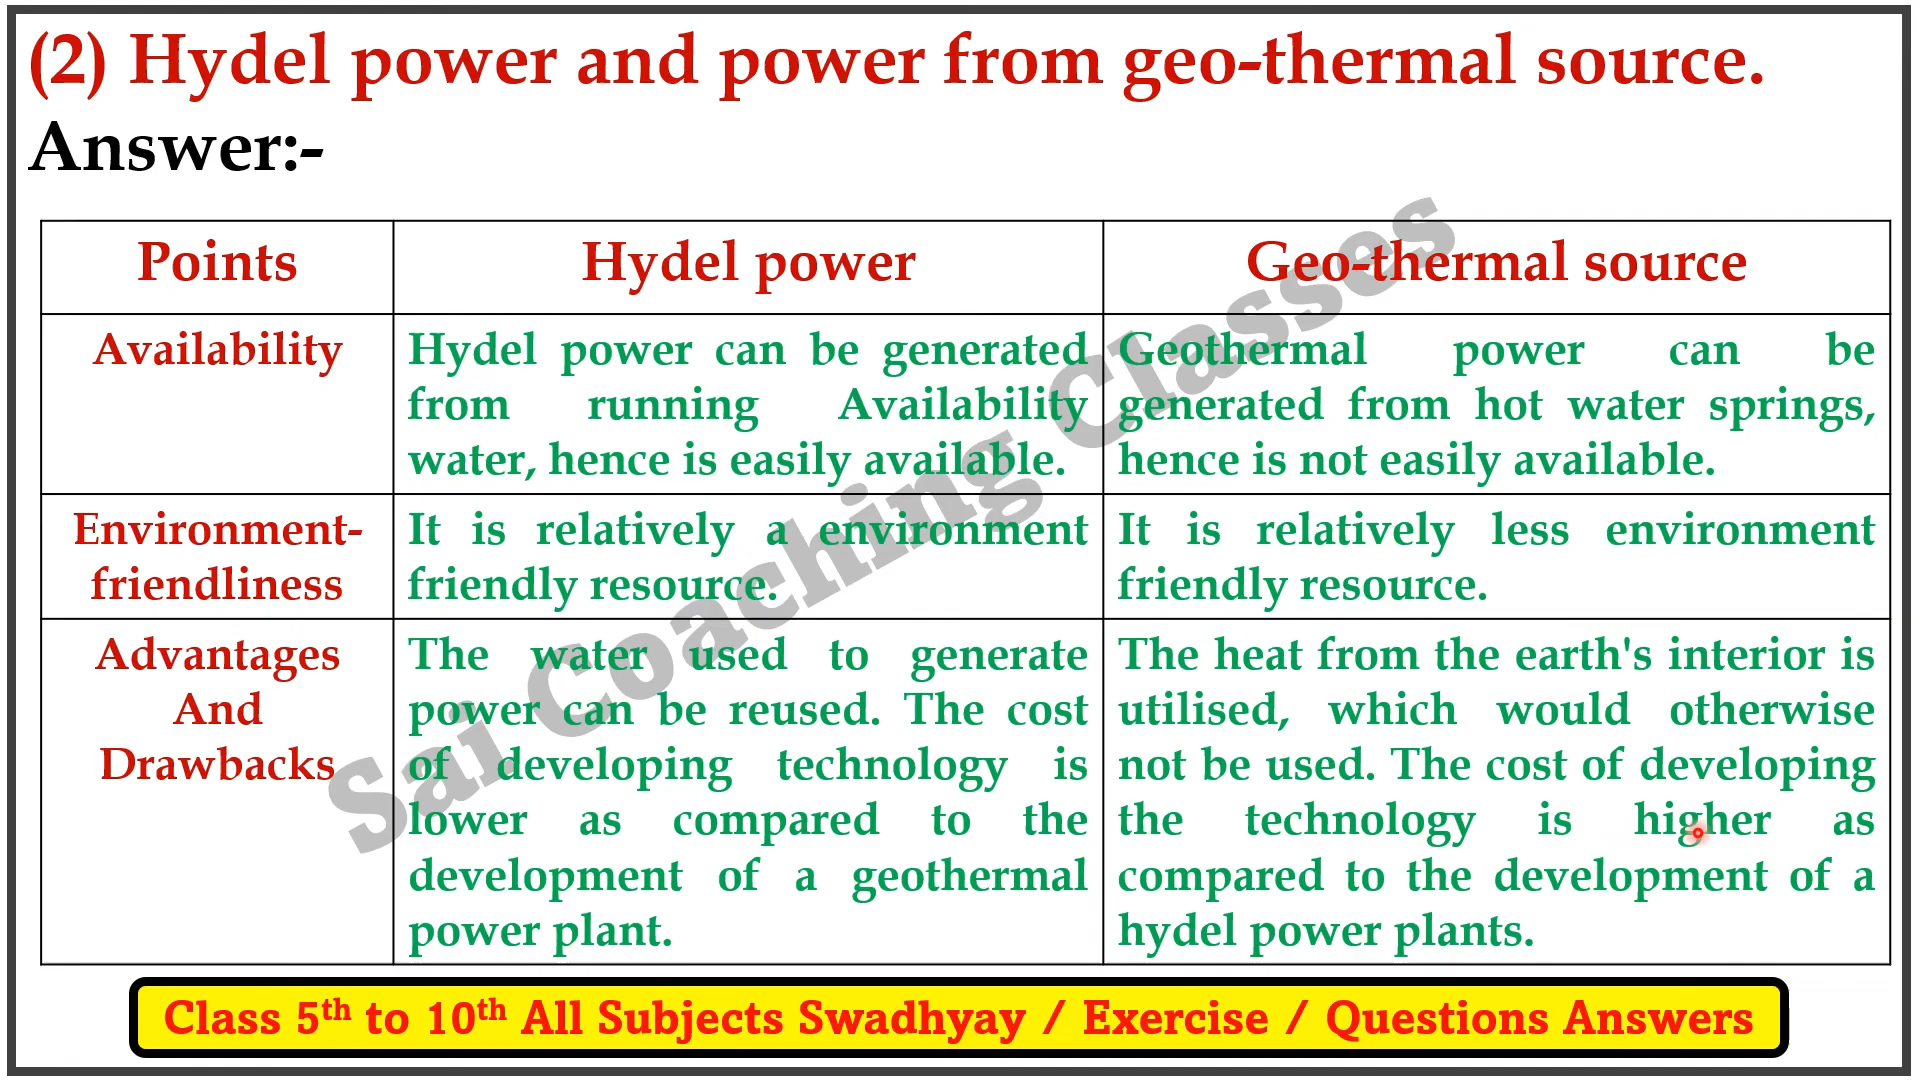 (2) Hydel power and power from geo-thermal source.
Answer:-
Points
Hydel power
Geo-thermal source
Availability
Hydel power can be generated
from running Availability
water, hence is easily available.
Geothermal power can be
generated from hot water springs,
hence is not easily available.
Environment-
friendliness
It is relatively a environment
friendly resource.
It is relatively less environment
friendly resource.
Advantages
And
Drawbacks
The water used to generate
power can be reused. The cost
of developing technology is
lower as compared to the
development of a geothermal
power plant.
The heat from the earth's interior is
utilised, which would otherwise
not be used. The cost of developing
the technology is higher as
compared to the development of a
hydel power plants.
Sai Coaching Classes
Class 5th to 10th All Subjects Swadhyay / Exercise / Questions Answers